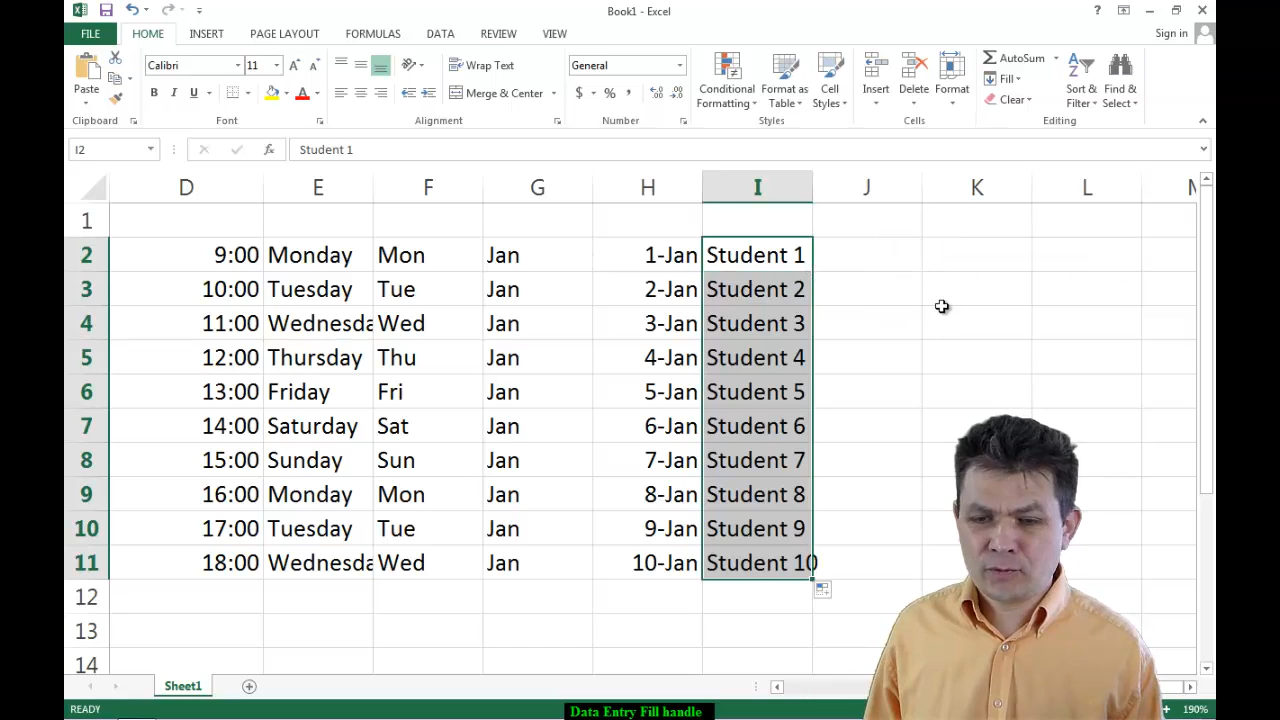 Book1 - Excel
Sign in
FILE HOME INSERT PAGE LAYOUT FORMULAS DATA REVIEW VIEW
Calibri 11 Wrap Text General AutoSum
Paste Conditional Formatting Format as Table Cell Styles Insert Delete Format Fill Sort & Filter Find & Select
B I U A Merge & Center $ % , Clear
Clipboard Font Alignment Number Styles Cells Editing
I2 fx Student 1
D E F G H I J K L M
1
2 9:00 Monday Mon Jan 1-Jan Student 1
3 10:00 Tuesday Tue Jan 2-Jan Student 2
4 11:00 Wednesda Wed Jan 3-Jan Student 3
5 12:00 Thursday Thu Jan 4-Jan Student 4
6 13:00 Friday Fri Jan 5-Jan Student 5
7 14:00 Saturday Sat Jan 6-Jan Student 6
8 15:00 Sunday Sun Jan 7-Jan Student 7
9 16:00 Monday Mon Jan 8-Jan Student 8
10 17:00 Tuesday Tue Jan 9-Jan Student 9
11 18:00 Wednesda Wed Jan 10-Jan Student 10
12
13
14
Sheet1
READY Data Entry Fill handle 190%